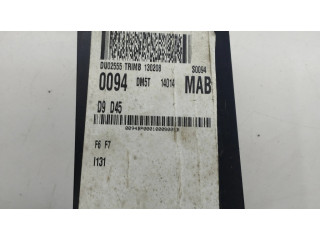 DU02555 TRIMB 130208 S0094
0094 DM5T 14014 MAB
D9 D45
F6 F7
I131